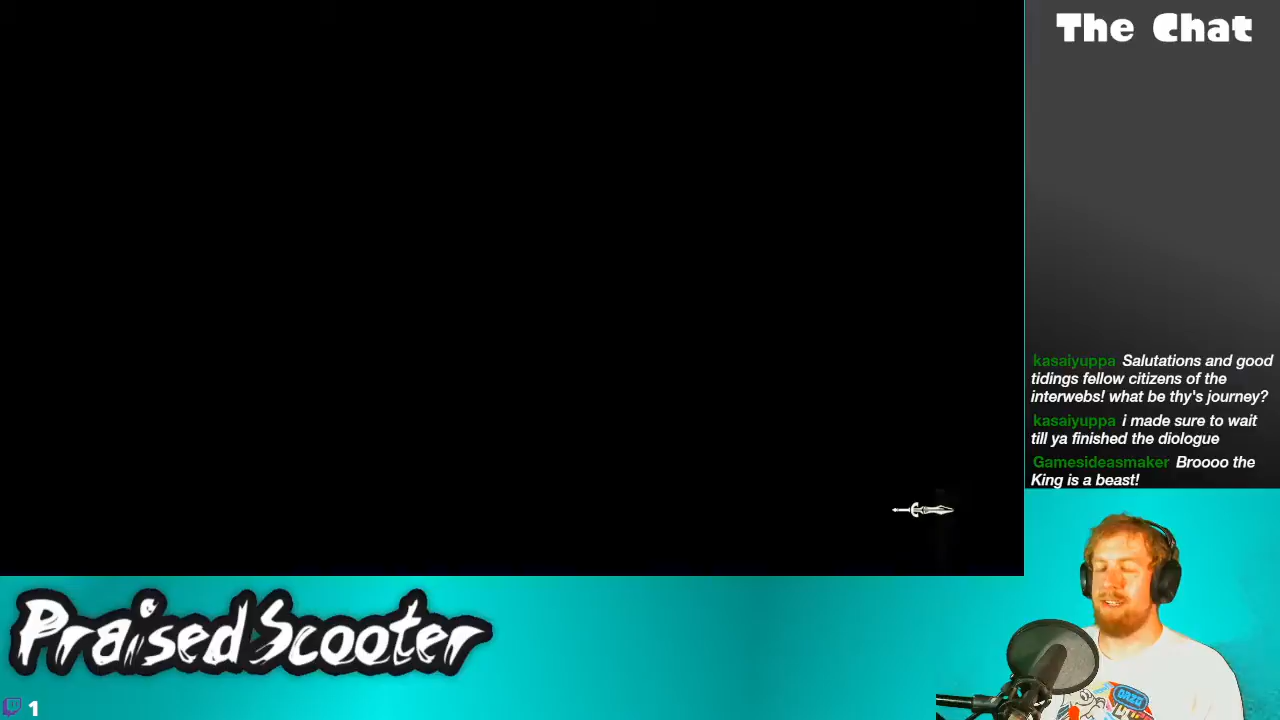 The Chat
kasaiyuppa Salutations and good
tidings fellow citizens of the
interwebs! what be thy's journey?
kasaiyuppa i made sure to wait
till ya finished the diologue
Gamesideasmaker Broooo the
King is a beast!
PraisedScooter
1